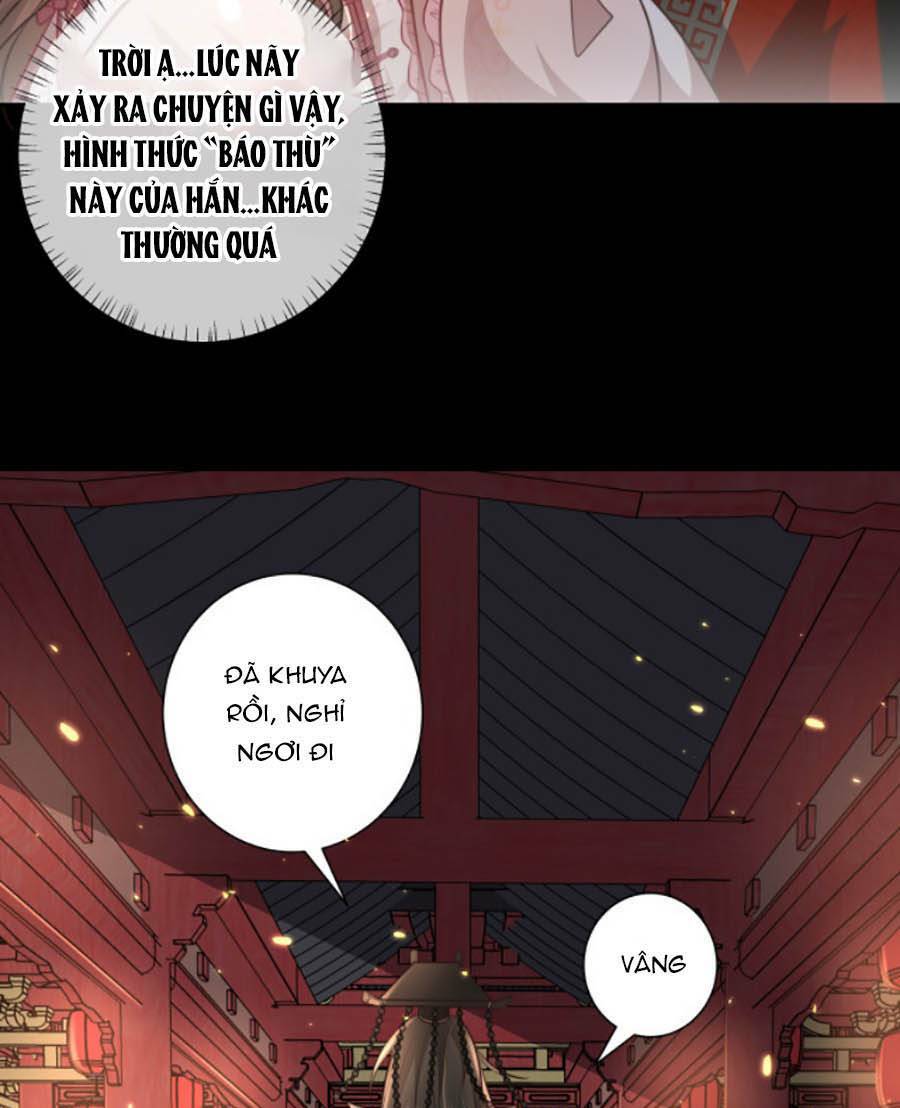 TRỜI Ạ...LÚC NÃY
XẢY RA CHUYỆN GÌ VẬY,
HÌNH THỨC “BÁO THÙ”
NÀY CỦA HẮN...KHÁC
THƯỜNG QUÁ
ĐÃ KHUYA
RỒI, NGHỈ
NGƠI ĐI
VÂNG